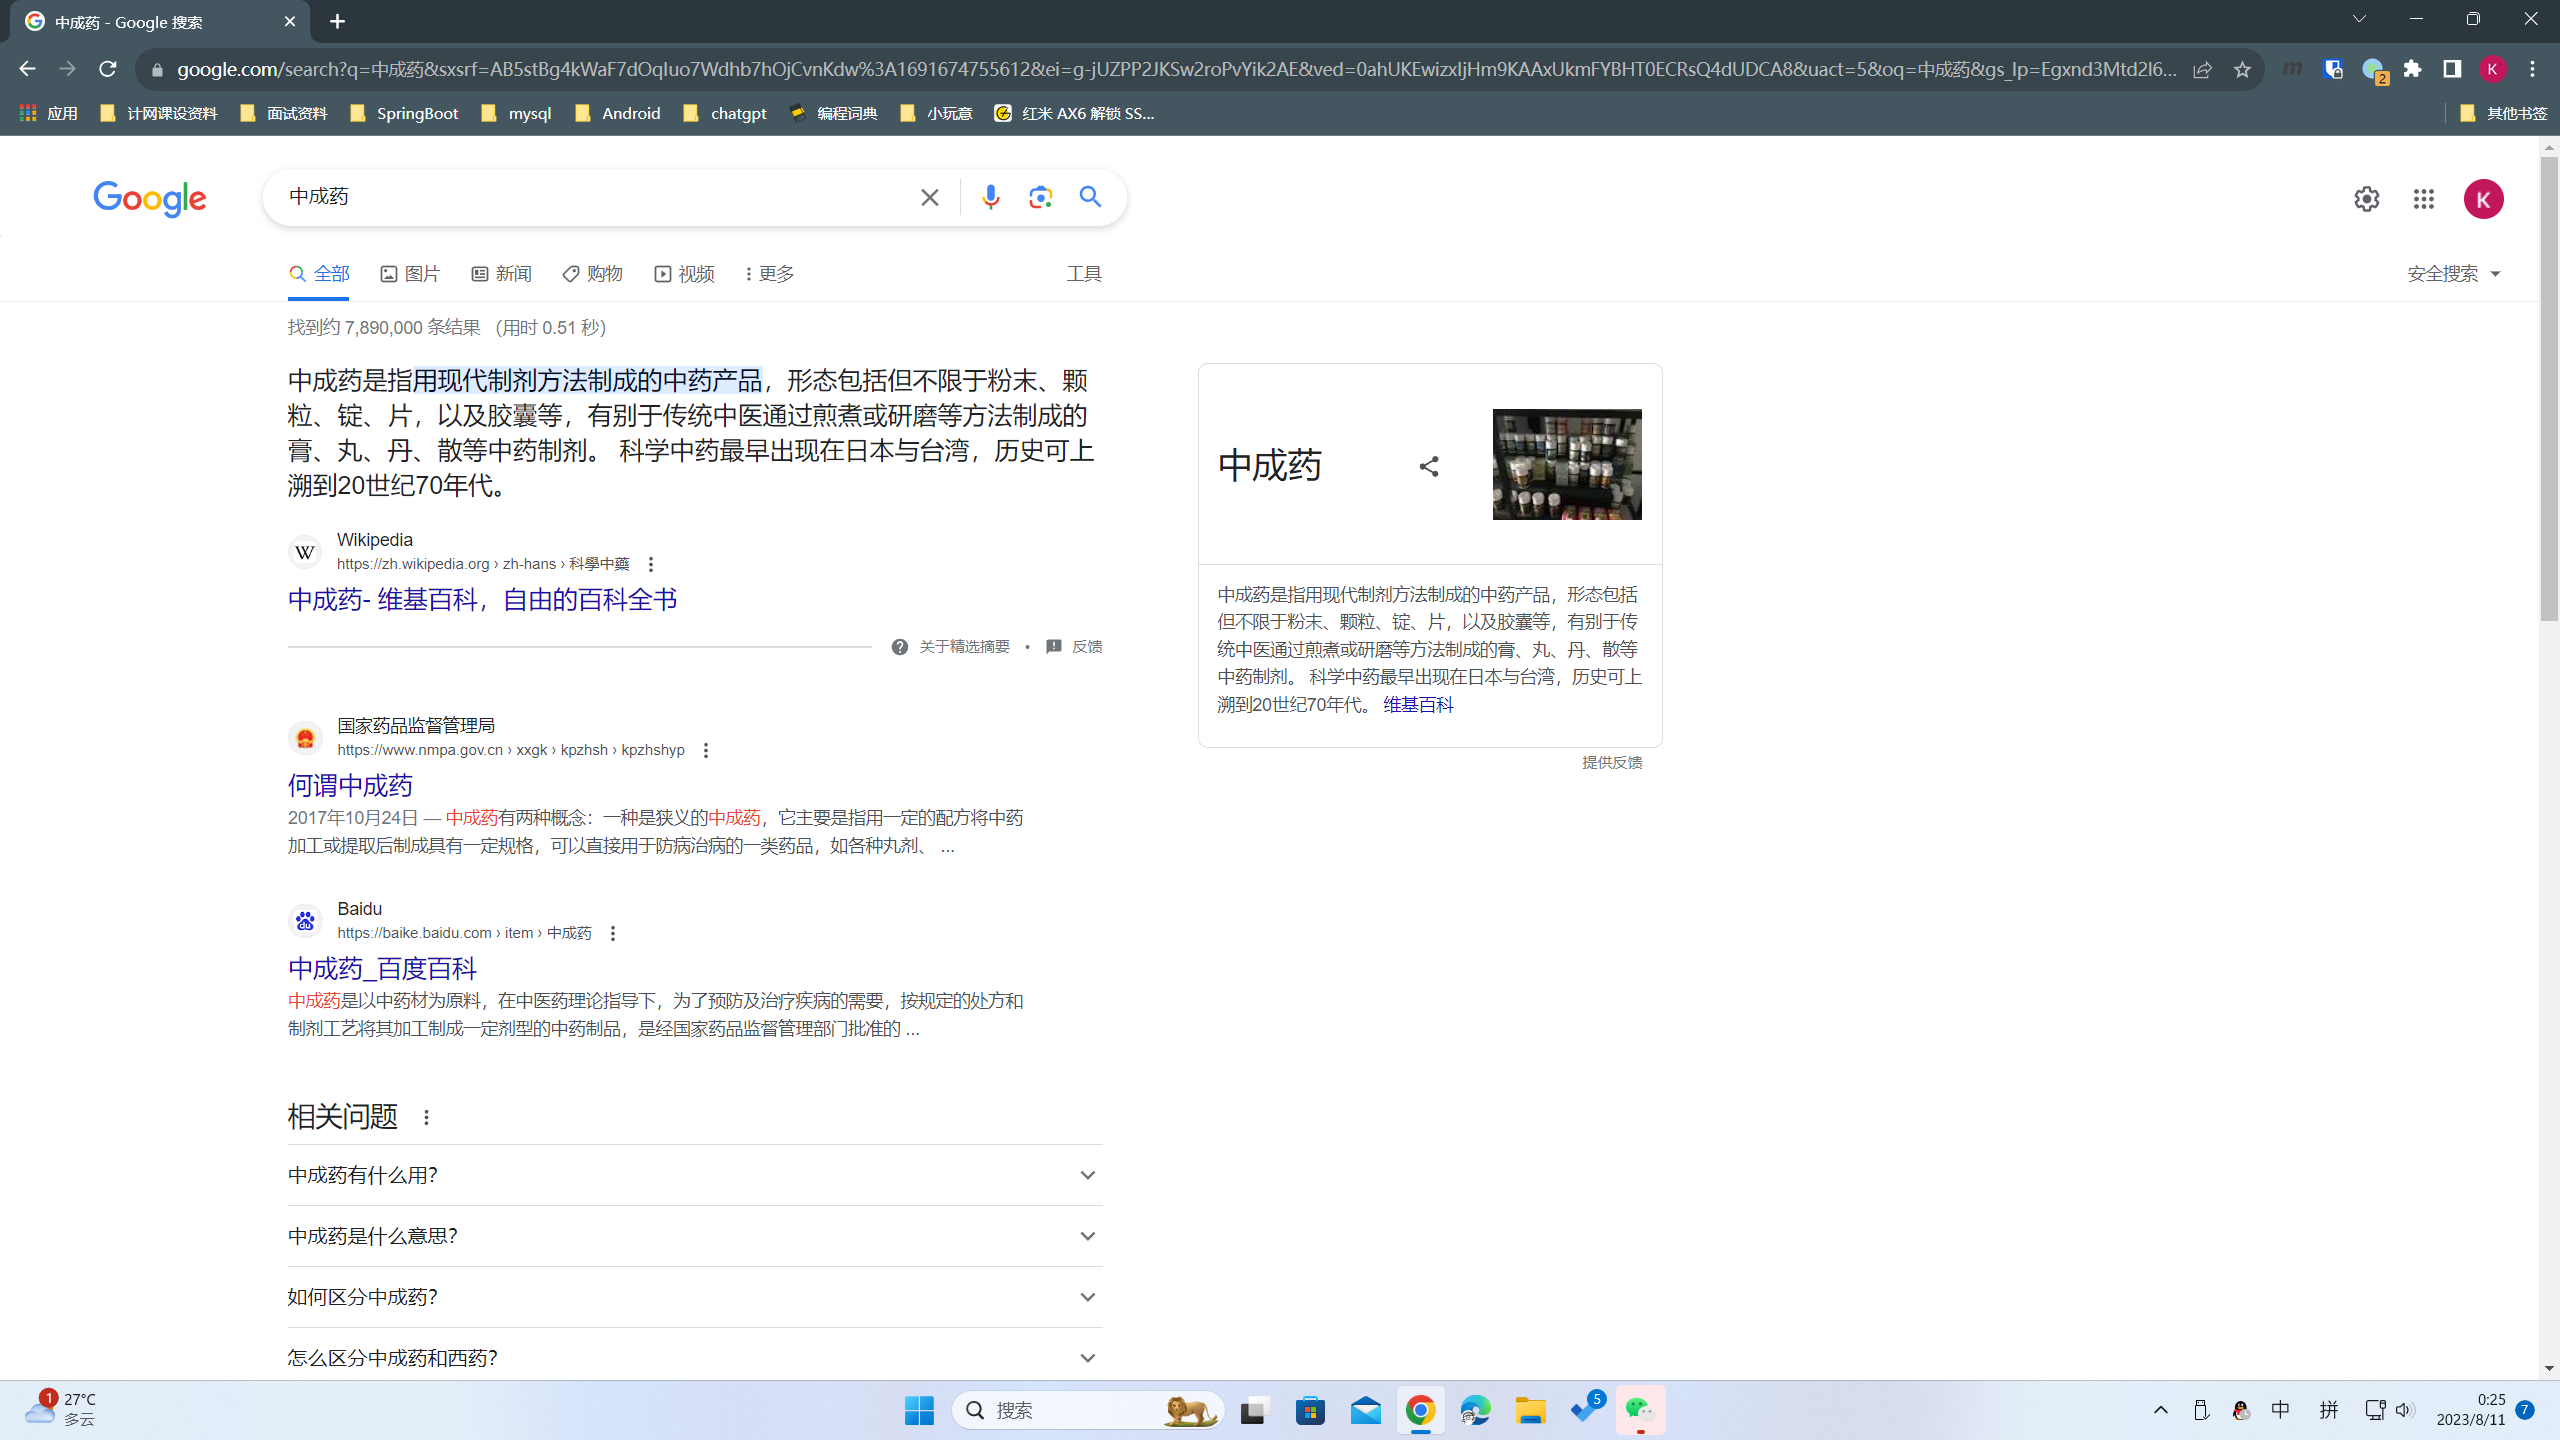 中成药 - Google 搜索
google.com/search?q=中成药&sxsrf=AB5stBg4kWaF7dOqIuo7Wdhb7hOjCvnKdw%3A1691674755612&ei=g-jUZPP2JKSw2roPvYik2AE&ved=0ahUKEwizxIjHm9KAAxUkmFYBHT0ECRsQ4dUDCA8&uact=5&oq=中成药&gs_lp=Egxnd3Mtd2l6...
m
2
K
应用
计网课设资料
面试资料
SpringBoot
mysql
Android
chatgpt
编程词典
小玩意
红米 AX6 解锁 SS...
其他书签
Google
中成药
K
全部
图片
新闻
购物
视频
更多
工具
安全搜索
找到约 7,890,000 条结果 （用时 0.51 秒）
中成药是指用现代制剂方法制成的中药产品，形态包括但不限于粉末、颗
粒、锭、片，以及胶囊等，有别于传统中医通过煎煮或研磨等方法制成的
膏、丸、丹、散等中药制剂。 科学中药最早出现在日本与台湾，历史可上
溯到20世纪70年代。
W
Wikipedia
https://zh.wikipedia.org › zh-hans › 科學中藥
中成药- 维基百科，自由的百科全书
关于精选摘要 • 反馈
国家药品监督管理局
https://www.nmpa.gov.cn › xxgk › kpzhsh › kpzhshyp
何谓中成药
2017年10月24日 — 中成药有两种概念：一种是狭义的中成药，它主要是指用一定的配方将中药
加工或提取后制成具有一定规格，可以直接用于防病治病的一类药品，如各种丸剂、 ...
Baidu
https://baike.baidu.com › item › 中成药
中成药_百度百科
中成药是以中药材为原料，在中医药理论指导下，为了预防及治疗疾病的需要，按规定的处方和
制剂工艺将其加工制成一定剂型的中药制品，是经国家药品监督管理部门批准的 ...
相关问题
中成药有什么用？
中成药是什么意思？
如何区分中成药？
怎么区分中成药和西药？
中成药
中成药是指用现代制剂方法制成的中药产品，形态包括
但不限于粉末、颗粒、锭、片，以及胶囊等，有别于传
统中医通过煎煮或研磨等方法制成的膏、丸、丹、散等
中药制剂。 科学中药最早出现在日本与台湾，历史可上
溯到20世纪70年代。 维基百科
提供反馈
1
27°C
多云
搜索
5
中
拼
0:25
2023/8/11
7